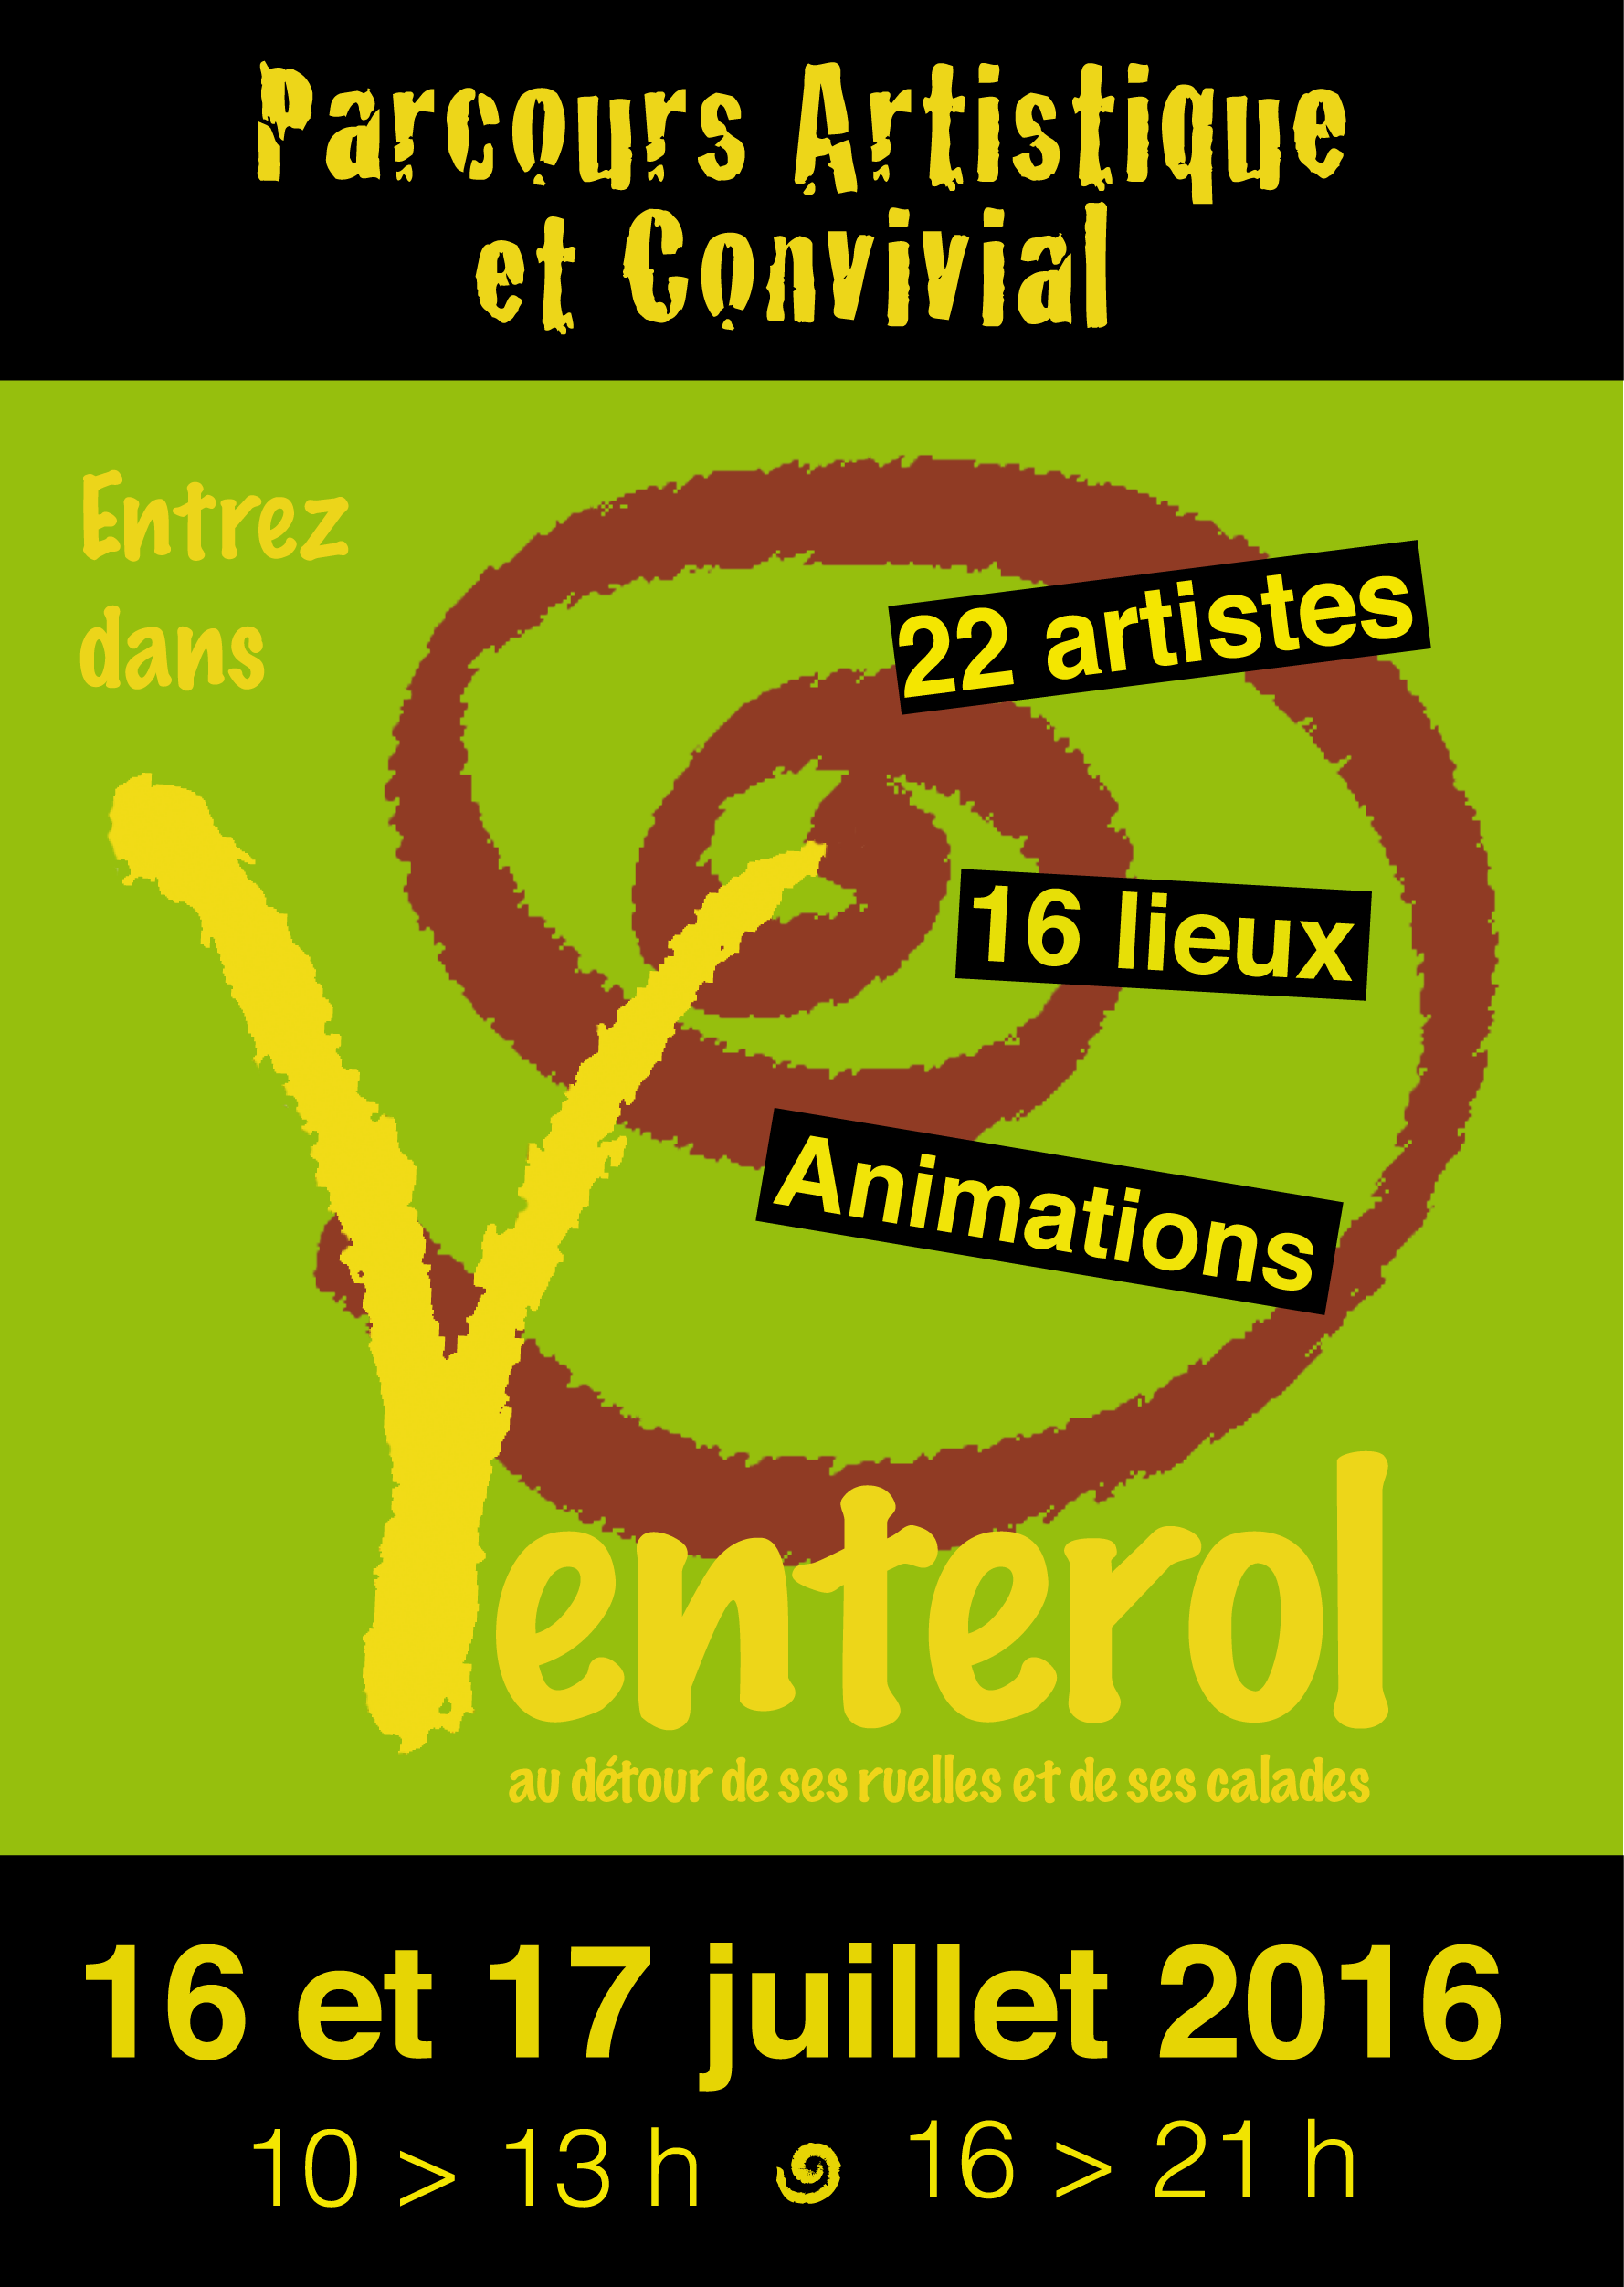 Parcours Artistique
et Convivial
Entrez
dans
22 artistes
16 lieux
Animations
Venterol
au détour de ses ruelles et de ses calades
16 et 17 juillet 2016
10 > 13 h 16 > 21 h